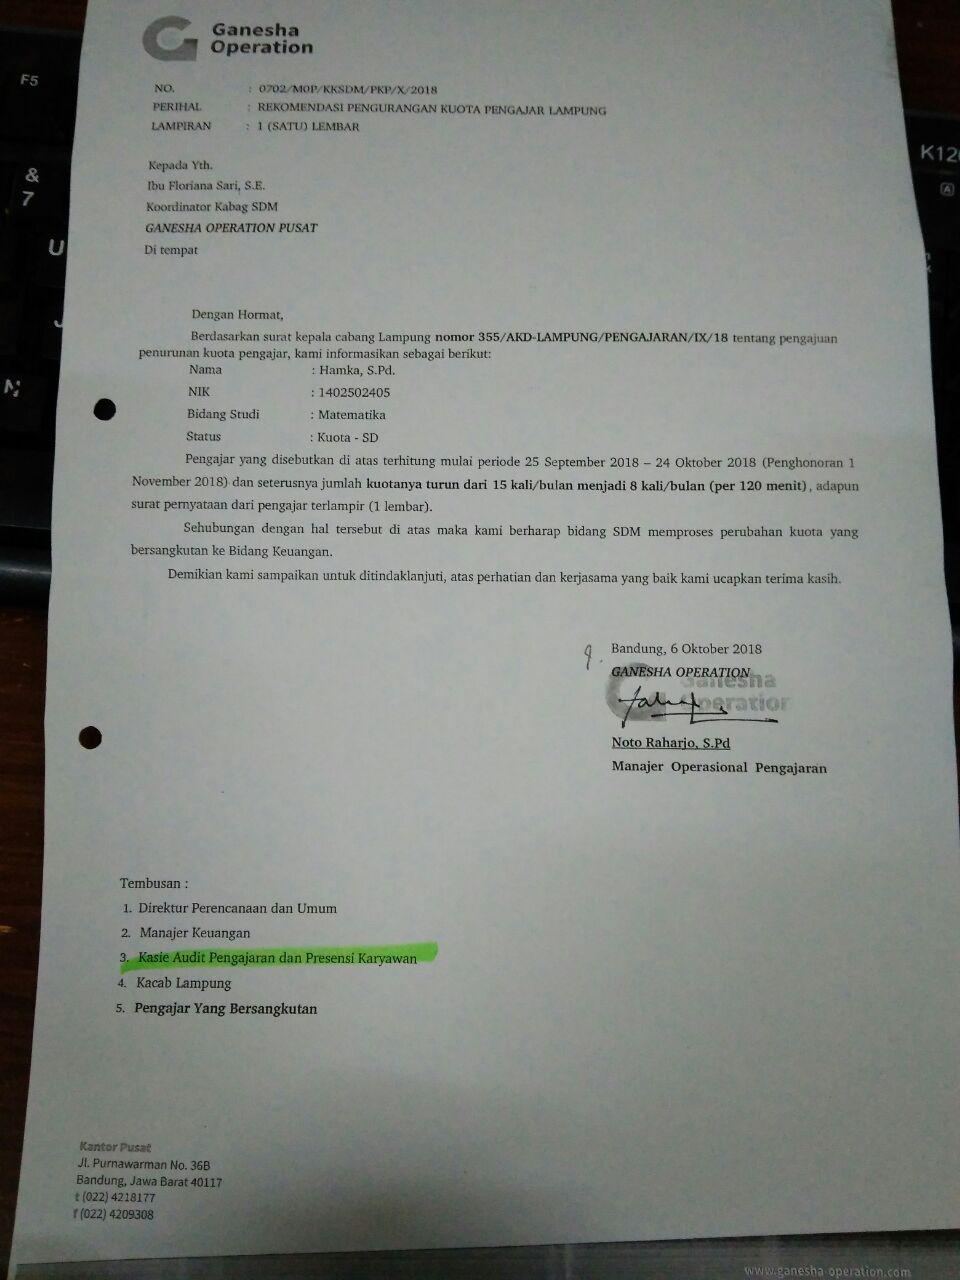 Ganesha
Operation
NO. : 0702/MOP/KKSDM/PKP/X/2018
PERIHAL : REKOMENDASI PENGURANGAN KUOTA PENGAJAR LAMPUNG
LAMPIRAN : 1 (SATU) LEMBAR
Kepada Yth.
Ibu Floriana Sari, S.E.
Koordinator Kabag SDM
GANESHA OPERATION PUSAT
Di tempat
Dengan Hormat,
Berdasarkan surat kepala cabang Lampung nomor 355/AKD-LAMPUNG/PENGAJARAN/IX/18 tentang pengajuan
penurunan kuota pengajar, kami informasikan sebagai berikut:
Nama : Hamka, S.Pd.
NIK : 1402502405
Bidang Studi : Matematika
Status : Kuota - SD
Pengajar yang disebutkan di atas terhitung mulai periode 25 September 2018 – 24 Oktober 2018 (Penghonoran 1
November 2018) dan seterusnya jumlah kuotanya turun dari 15 kali/bulan menjadi 8 kali/bulan (per 120 menit), adapun
surat pernyataan dari pengajar terlampir (1 lembar).
Sehubungan dengan hal tersebut di atas maka kami berharap bidang SDM memproses perubahan kuota yang
bersangkutan ke Bidang Keuangan.
Demikian kami sampaikan untuk ditindaklanjuti, atas perhatian dan kerjasama yang baik kami ucapkan terima kasih.
Bandung, 6 Oktober 2018
GANESHA OPERATION
Ganesha
Operation
Noto Raharjo, S.Pd
Manajer Operasional Pengajaran
Tembusan :
1. Direktur Perencanaan dan Umum
2. Manajer Keuangan
3. Kasie Audit Pengajaran dan Presensi Karyawan
4. Kacab Lampung
5. Pengajar Yang Bersangkutan
Kantor Pusat
Jl. Purnawarman No. 36B
Bandung, Jawa Barat 40117
t (022) 4218177
f (022) 4209308
www.ganesha-operation.com
F5
&
7
U
J
N
K120